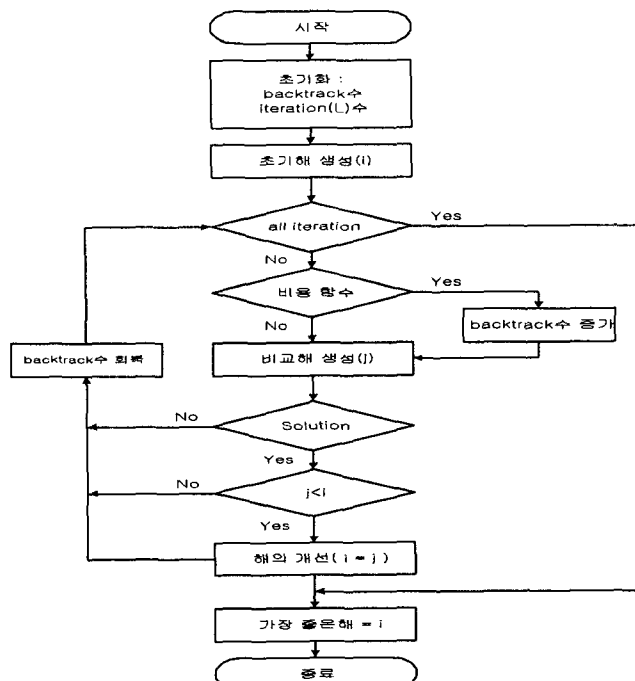 시작
초기화 :
backtrack수
iteration(L)수
초기해 생성(i)
all iteration
Yes
No
비용 함수
Yes
No
backtrack수 증가
backtrack수 회복
비교해 생성(j)
No
Solution
Yes
No
j<i
Yes
해의 개선( i = j )
가장 좋은해 = i
종료